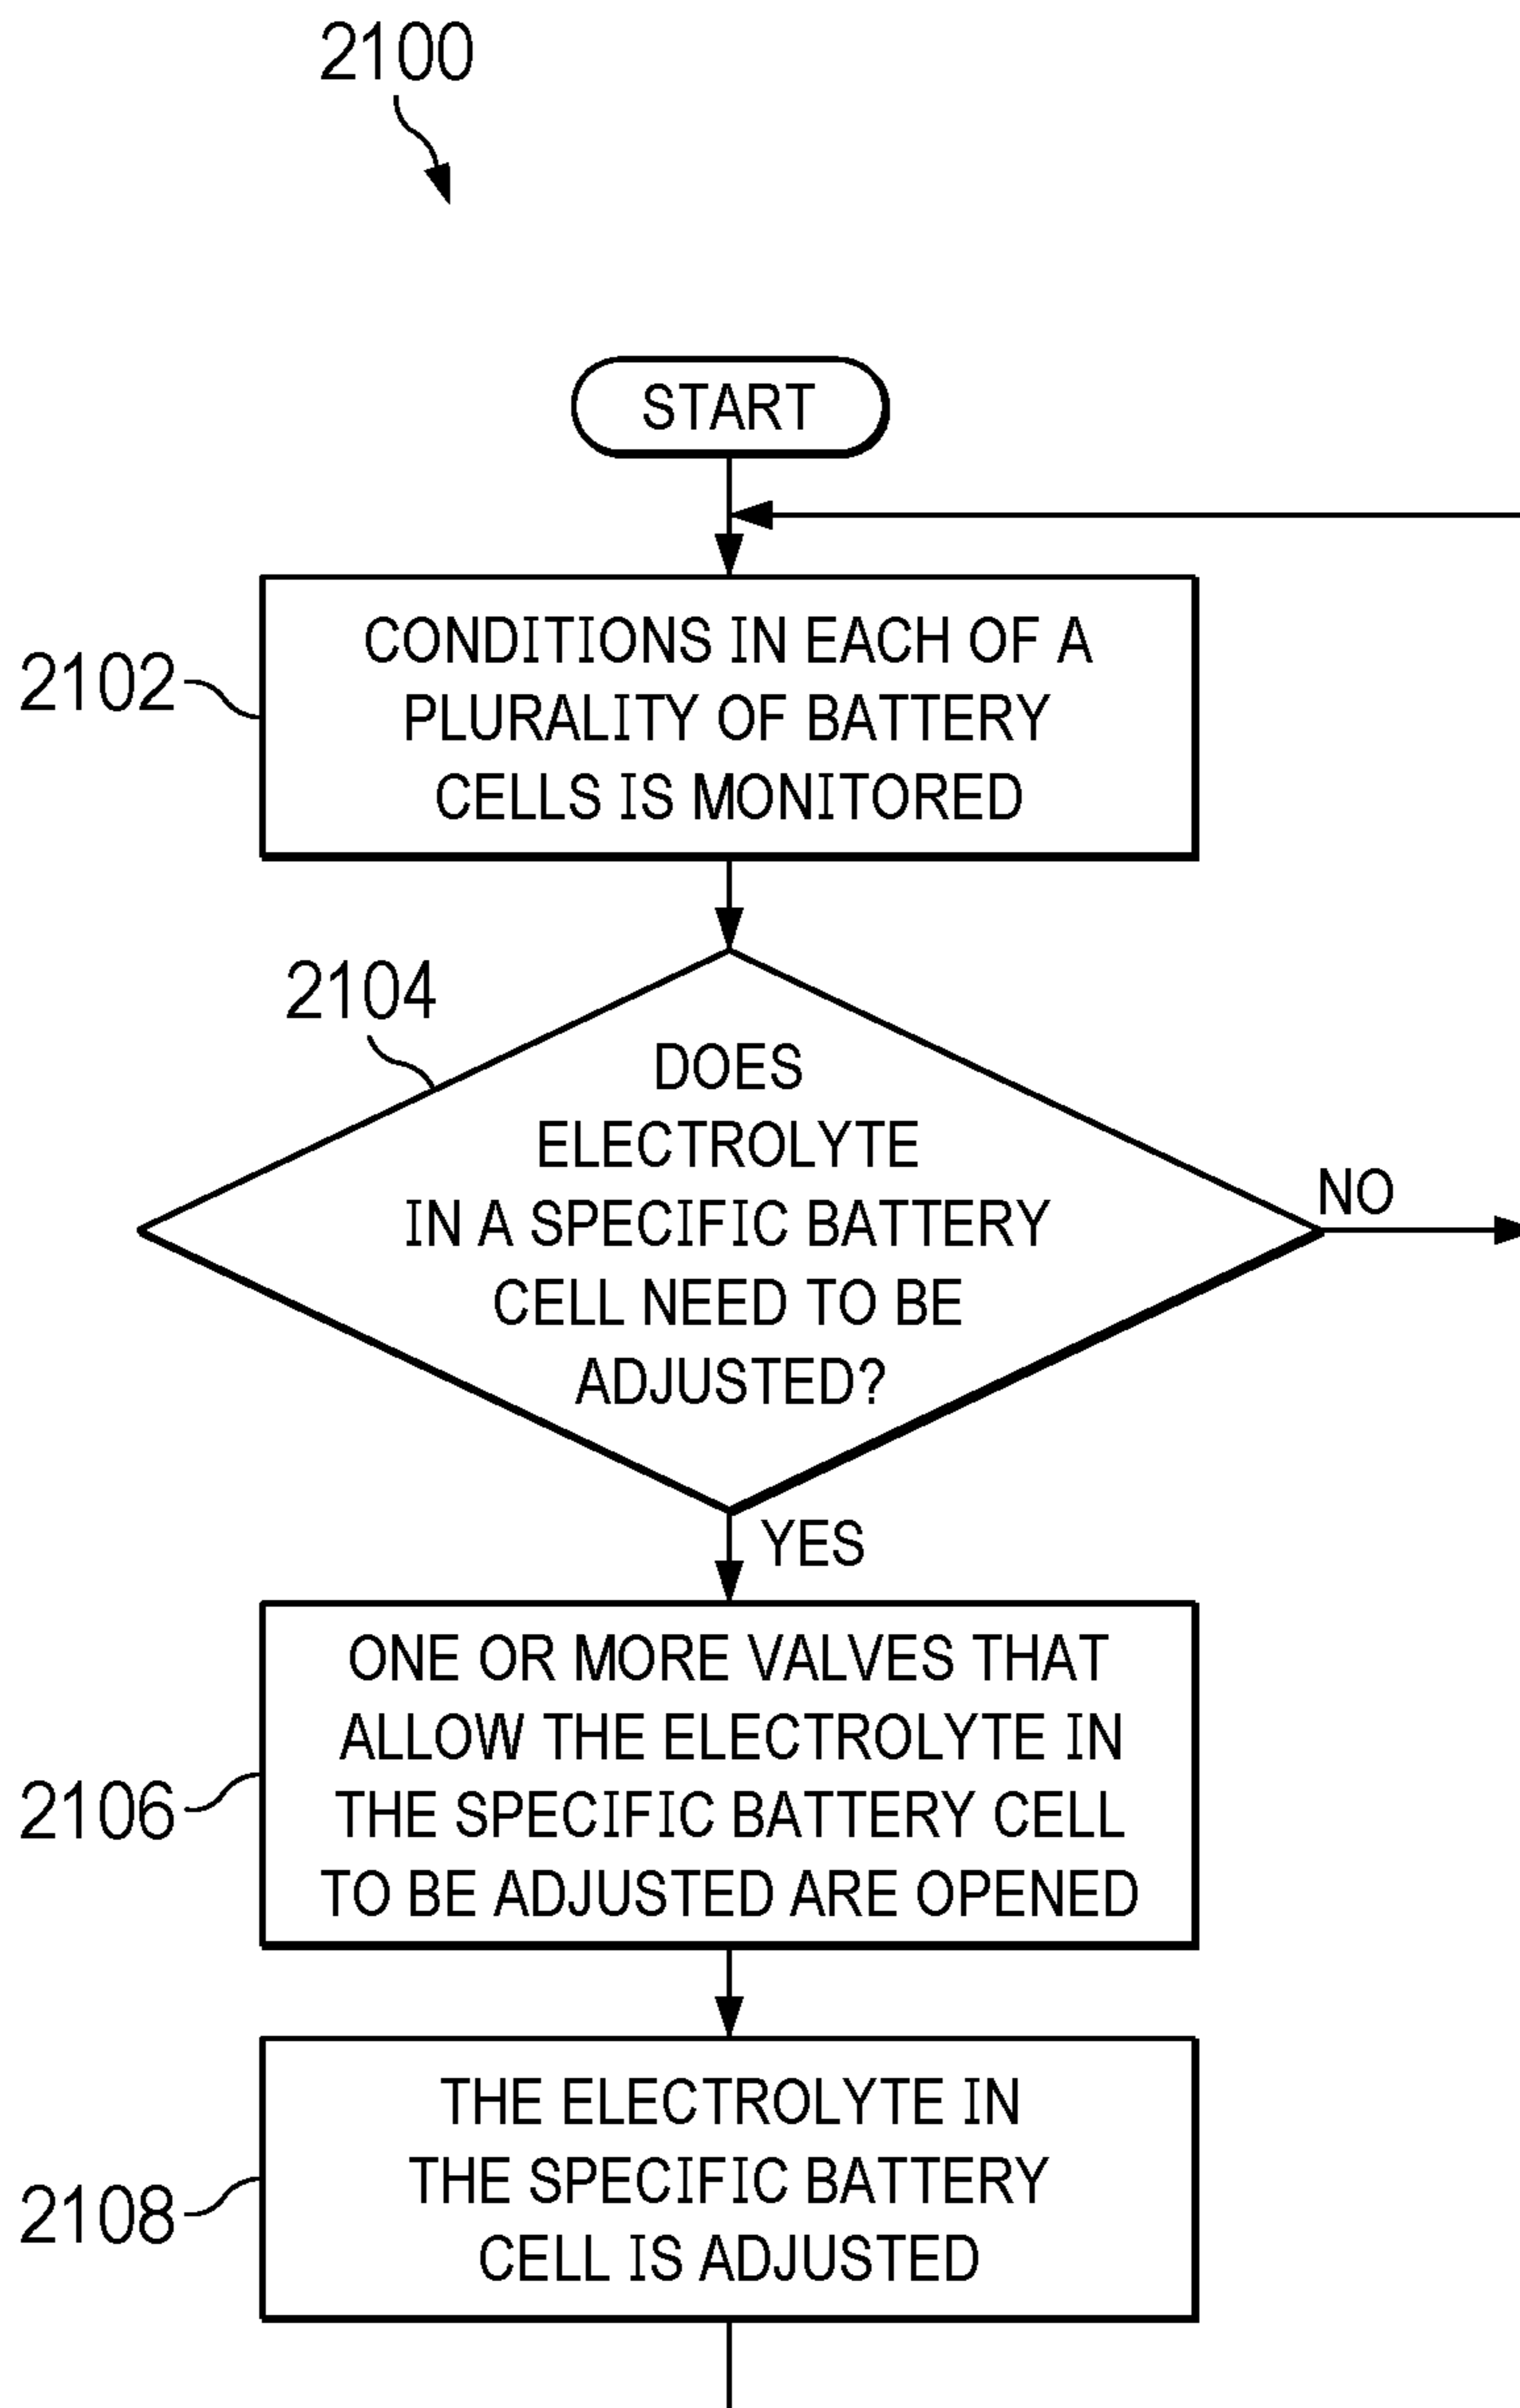 2100
START
2102
CONDITIONS IN EACH OF A
PLURALITY OF BATTERY
CELLS IS MONITORED
2104
DOES
ELECTROLYTE
IN A SPECIFIC BATTERY
CELL NEED TO BE
ADJUSTED?
NO
YES
2106
ONE OR MORE VALVES THAT
ALLOW THE ELECTROLYTE IN
THE SPECIFIC BATTERY CELL
TO BE ADJUSTED ARE OPENED
2108
THE ELECTROLYTE IN
THE SPECIFIC BATTERY
CELL IS ADJUSTED